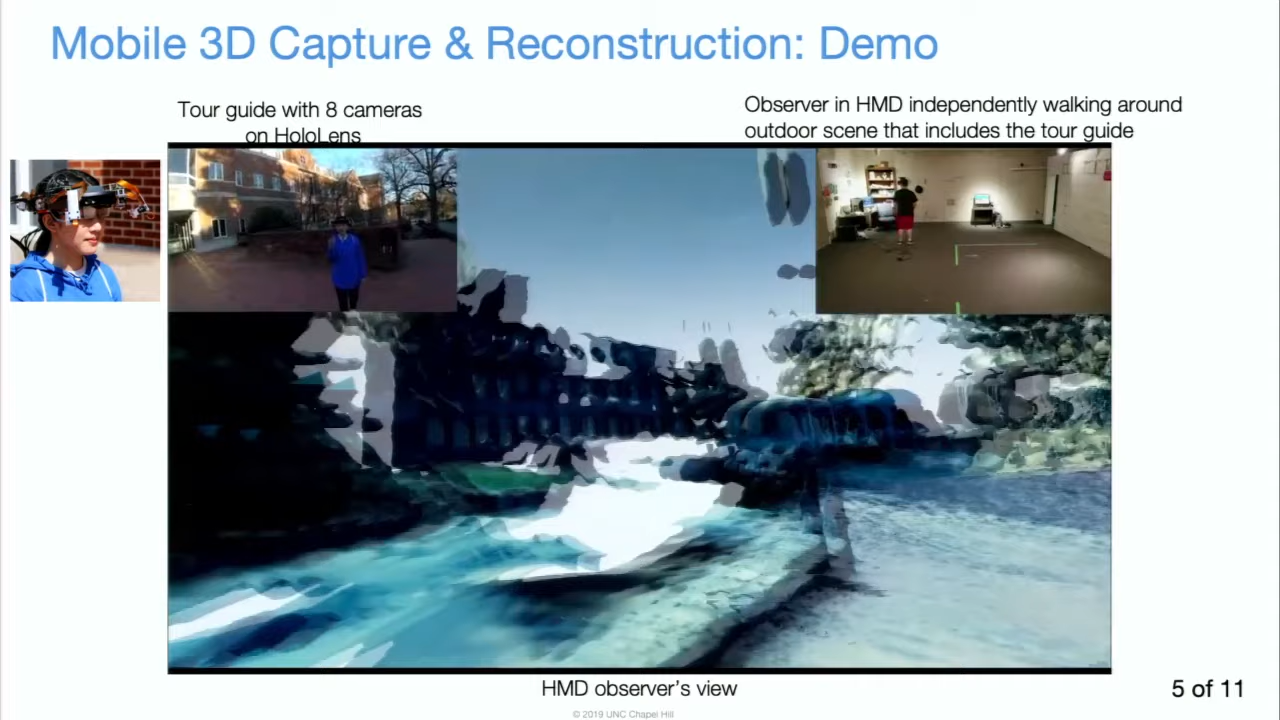 Mobile 3D Capture & Reconstruction: Demo
Tour guide with 8 cameras
on HoloLens
Observer in HMD independently walking around
outdoor scene that includes the tour guide
HMD observer's view
5 of 11
© 2019 UNC Chapel Hill